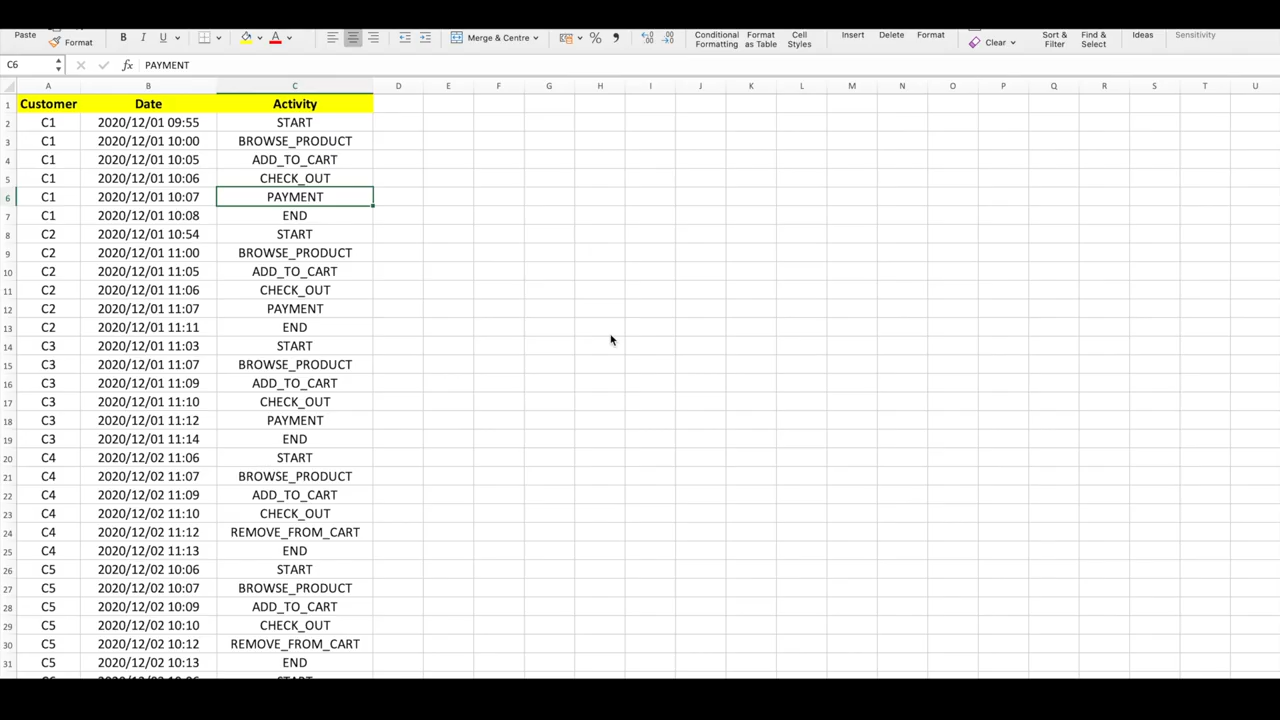 Paste
Format
B I U A
Merge & Centre
%
Conditional Formatting
Format as Table
Cell Styles
Insert
Delete
Format
Clear
Sort & Filter
Find & Select
Ideas
Sensitivity
C6 fx PAYMENT
A B C D E F G H I J K L M N O P Q R S T U
1 Customer Date Activity
2 C1 2020/12/01 09:55 START
3 C1 2020/12/01 10:00 BROWSE_PRODUCT
4 C1 2020/12/01 10:05 ADD_TO_CART
5 C1 2020/12/01 10:06 CHECK_OUT
6 C1 2020/12/01 10:07 PAYMENT
7 C1 2020/12/01 10:08 END
8 C2 2020/12/01 10:54 START
9 C2 2020/12/01 11:00 BROWSE_PRODUCT
10 C2 2020/12/01 11:05 ADD_TO_CART
11 C2 2020/12/01 11:06 CHECK_OUT
12 C2 2020/12/01 11:07 PAYMENT
13 C2 2020/12/01 11:11 END
14 C3 2020/12/01 11:03 START
15 C3 2020/12/01 11:07 BROWSE_PRODUCT
16 C3 2020/12/01 11:09 ADD_TO_CART
17 C3 2020/12/01 11:10 CHECK_OUT
18 C3 2020/12/01 11:12 PAYMENT
19 C3 2020/12/01 11:14 END
20 C4 2020/12/02 11:06 START
21 C4 2020/12/02 11:07 BROWSE_PRODUCT
22 C4 2020/12/02 11:09 ADD_TO_CART
23 C4 2020/12/02 11:10 CHECK_OUT
24 C4 2020/12/02 11:12 REMOVE_FROM_CART
25 C4 2020/12/02 11:13 END
26 C5 2020/12/02 10:06 START
27 C5 2020/12/02 10:07 BROWSE_PRODUCT
28 C5 2020/12/02 10:09 ADD_TO_CART
29 C5 2020/12/02 10:10 CHECK_OUT
30 C5 2020/12/02 10:12 REMOVE_FROM_CART
31 C5 2020/12/02 10:13 END